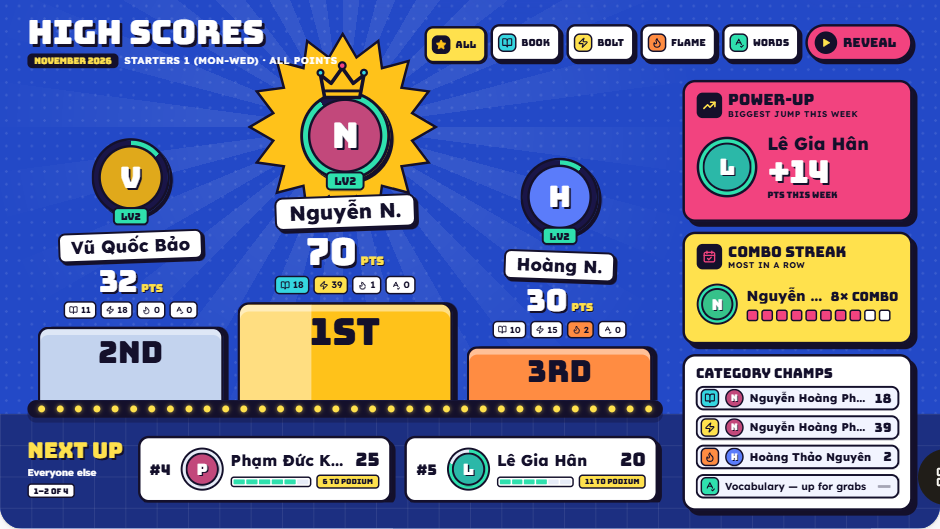 HIGH SCORES
NOVEMBER 2026 STARTERS 1 (MON-WED) · ALL POINTS
ALL
BOOK
BOLT
FLAME
WORDS
REVEAL
V
LV2
Vũ Quốc Bảo
32 PTS
11 18 0 0
2ND
N
LV2
Nguyễn N.
70 PTS
18 39 1 0
1ST
H
LV2
Hoàng N.
30 PTS
10 15 2 0
3RD
POWER-UP
BIGGEST JUMP THIS WEEK
L
Lê Gia Hân
+14
PTS THIS WEEK
COMBO STREAK
MOST IN A ROW
N
Nguyễn ... 8× COMBO
CATEGORY CHAMPS
N Nguyễn Hoàng Ph... 18
N Nguyễn Hoàng Ph... 39
H Hoàng Thảo Nguyên 2
Vocabulary — up for grabs —
NEXT UP
Everyone else
1–2 OF 4
#4 P Phạm Đức K... 25
6 TO PODIUM
#5 L Lê Gia Hân 20
11 TO PODIUM